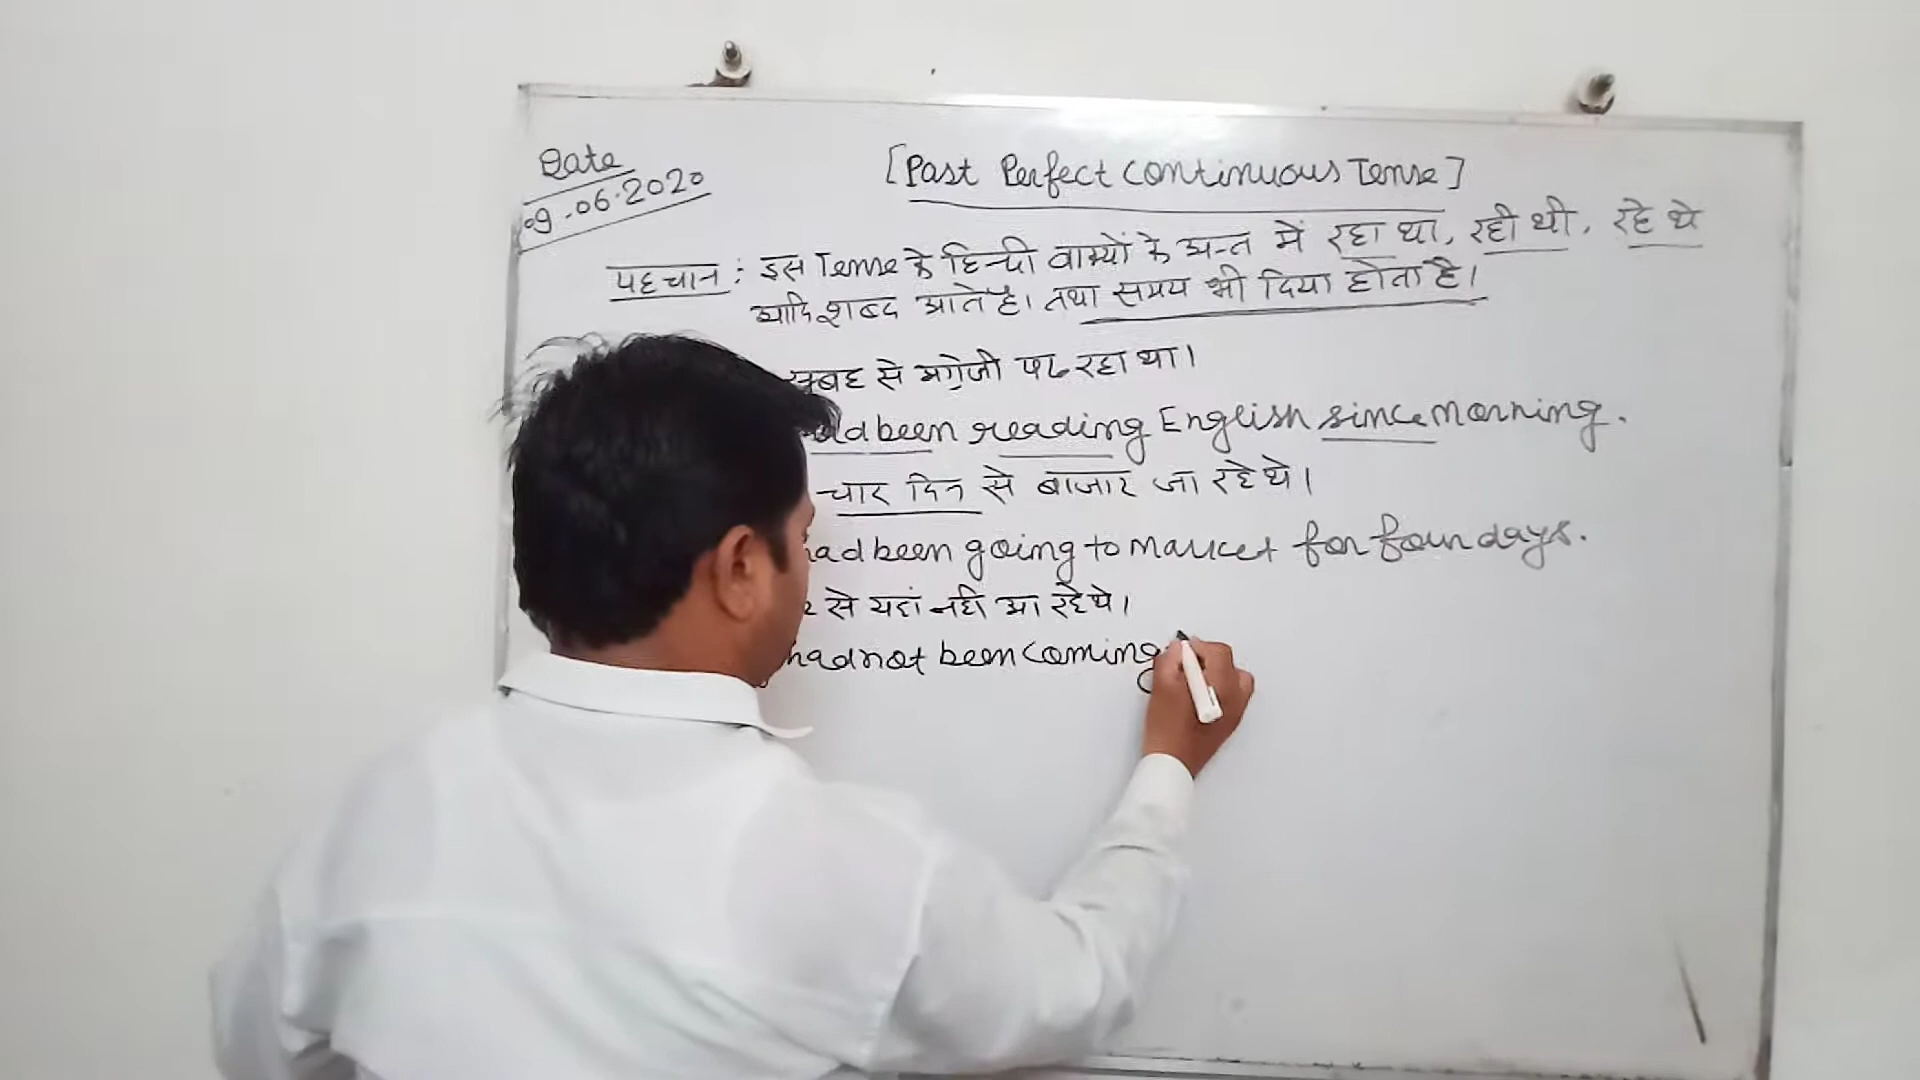 Date
09.06.2020
[Past Perfect Continuous Tense]
पहचान : इस Tense के हिन्दी वाक्यों के अन्त में रहा था, रही थी, रहे थे
आदि शब्द आते है। तथा समय भी दिया होता है।
सुबह से अंग्रेजी पढ रहा था।
been reading English since Morning.
चार दिन से बाजार जा रहे थे।
had been going to Market for four days.
से यहां नही आ रहे थे।
had not been coming